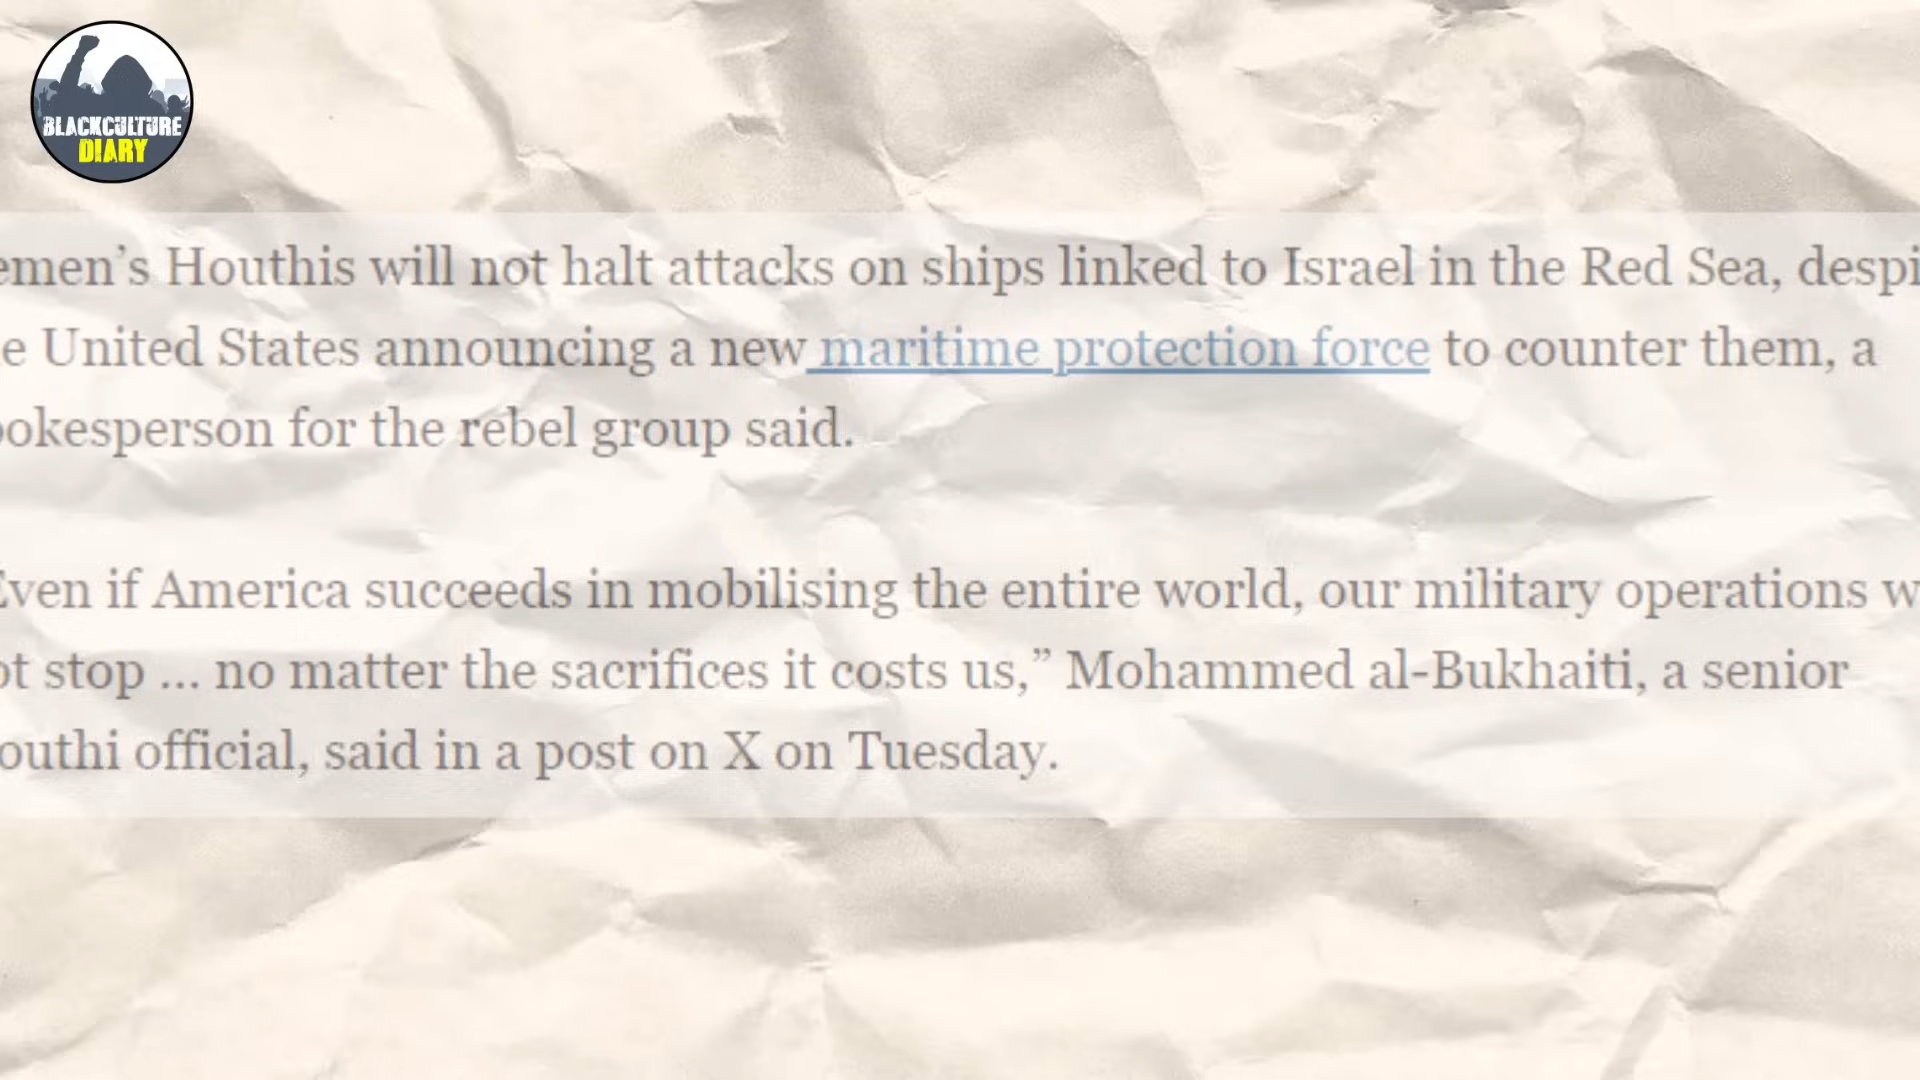 BLACKCULTURE
DIARY
emen’s Houthis will not halt attacks on ships linked to Israel in the Red Sea, despi
e United States announcing a new maritime protection force to counter them, a
okesperson for the rebel group said.
Even if America succeeds in mobilising the entire world, our military operations w
ot stop … no matter the sacrifices it costs us,” Mohammed al-Bukhaiti, a senior
outhi official, said in a post on X on Tuesday.